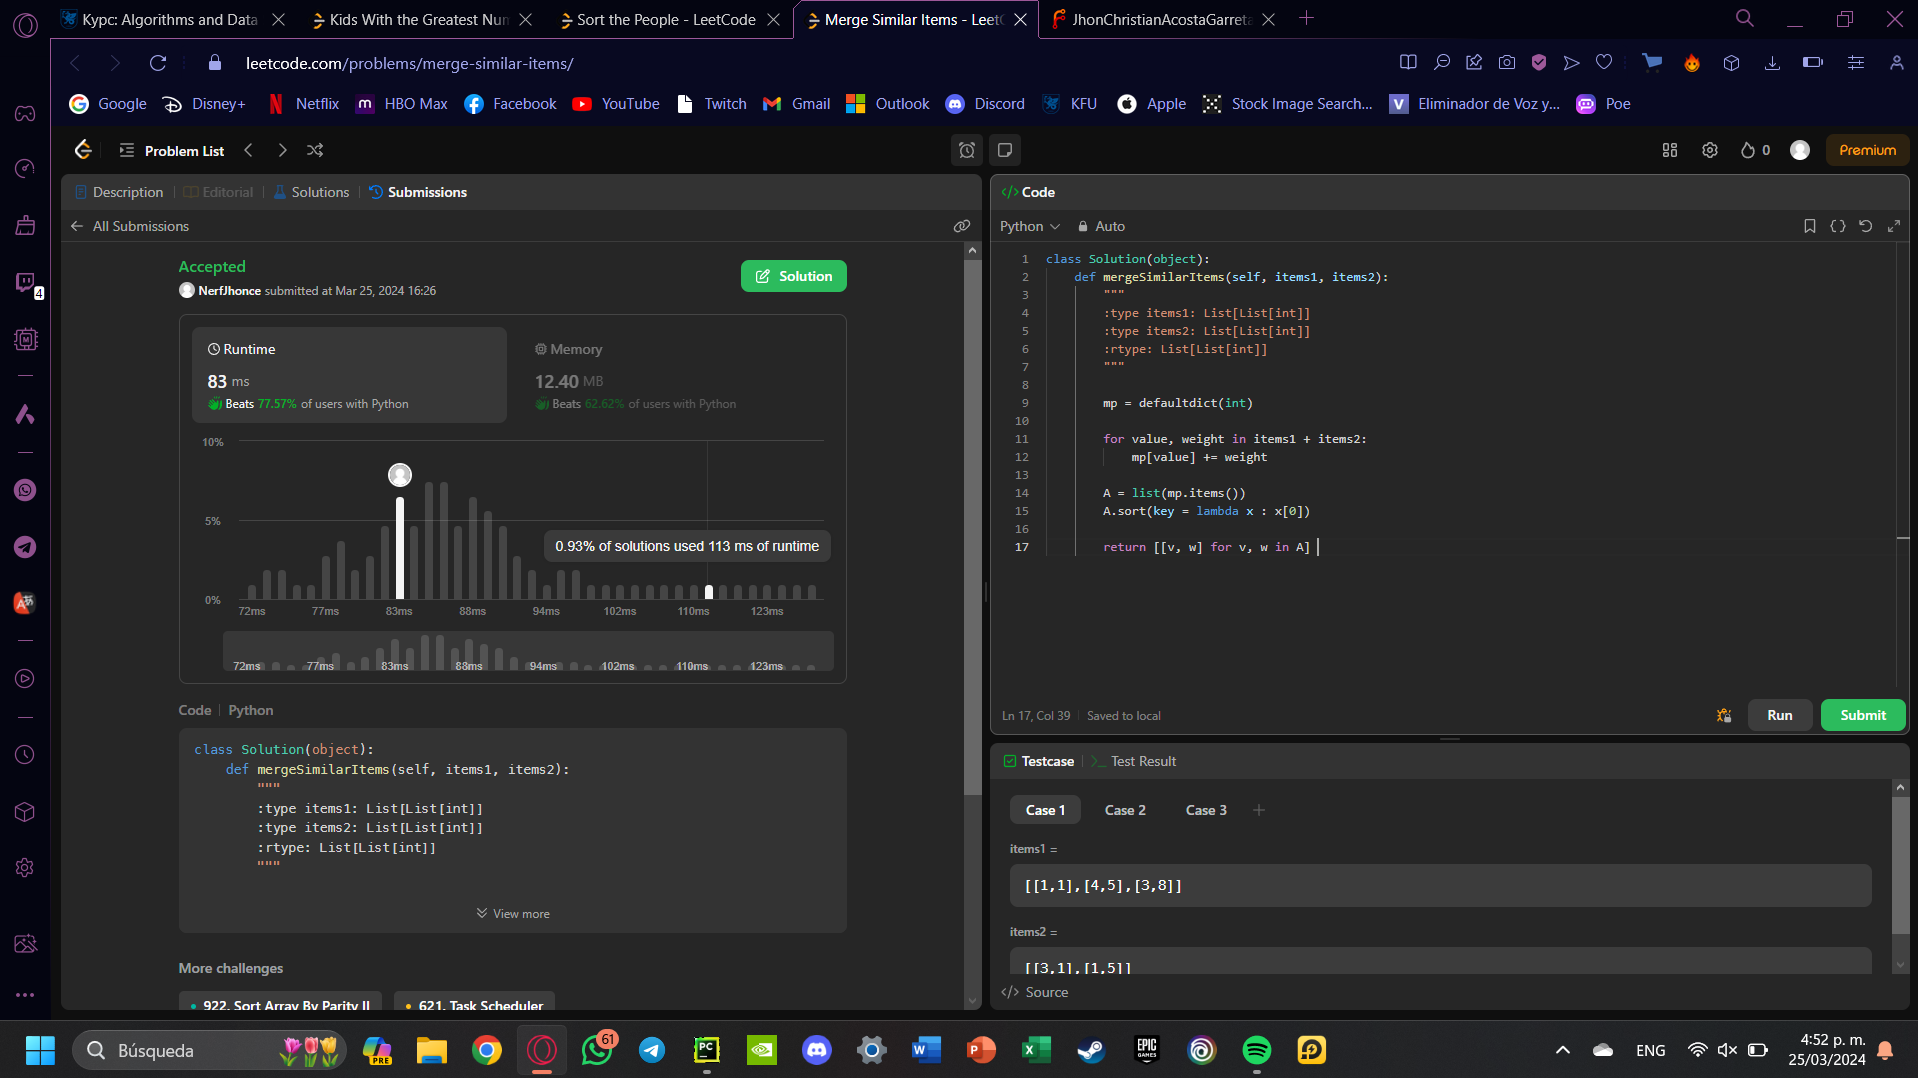 Курс: Algorithms and Data
Kids With the Greatest Num
Sort the People - LeetCode
Merge Similar Items - LeetC
JhonChristianAcostaGarreta
leetcode.com/problems/merge-similar-items/
Google Disney+ Netflix HBO Max Facebook YouTube Twitch Gmail Outlook Discord KFU Apple Stock Image Search... Eliminador de Voz y... Poe
Problem List
0
Premium
Description Editorial Solutions Submissions
All Submissions
Accepted
NerfJhonce submitted at Mar 25, 2024 16:26
Solution
Runtime
83 ms
Beats 77.57% of users with Python
Memory
12.40 MB
Beats 62.62% of users with Python
10%
5%
0%
0.93% of solutions used 113 ms of runtime
72ms 77ms 83ms 88ms 94ms 102ms 110ms 123ms
72ms 77ms 83ms 88ms 94ms 102ms 110ms 123ms
Code Python
class Solution(object):
def mergeSimilarItems(self, items1, items2):
"""
:type items1: List[List[int]]
:type items2: List[List[int]]
:rtype: List[List[int]]
"""
View more
More challenges
922. Sort Array By Parity II
621. Task Scheduler
Code
Python Auto
1 class Solution(object):
2 def mergeSimilarItems(self, items1, items2):
3 """
4 :type items1: List[List[int]]
5 :type items2: List[List[int]]
6 :rtype: List[List[int]]
7 """
8
9 mp = defaultdict(int)
10
11 for value, weight in items1 + items2:
12 mp[value] += weight
13
14 A = list(mp.items())
15 A.sort(key = lambda x : x[0])
16
17 return [[v, w] for v, w in A]
Ln 17, Col 39 Saved to local
Run
Submit
Testcase Test Result
Case 1 Case 2 Case 3
items1 =
[[1,1],[4,5],[3,8]]
items2 =
[[3,1],[1,5]]
Source
4
Búsqueda
PRE
61
PC
EPIC GAMES
ENG
4:52 p. m.
25/03/2024